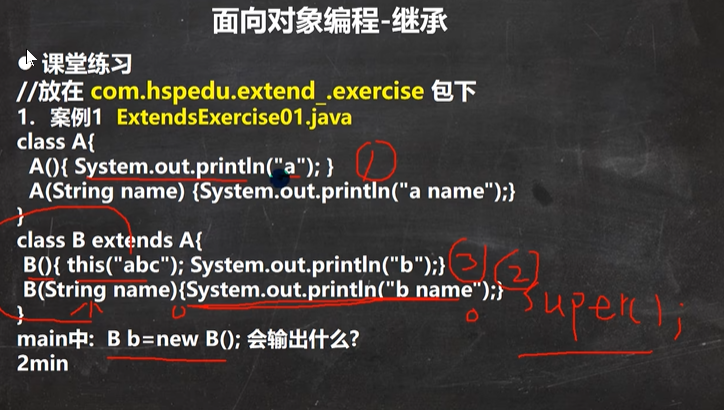 面向对象编程-继承
课堂练习
//放在 com.hspedu.extend_.exercise 包下
1. 案例1 ExtendsExercise01.java
class A{
A(){ System.out.println("a"); } ①
A(String name) {System.out.println("a name");}
}
class B extends A{
B(){ this("abc"); System.out.println("b");} ③ ②
B(String name){System.out.println("b name");} super();
}
main中: B b=new B(); 会输出什么?
2min